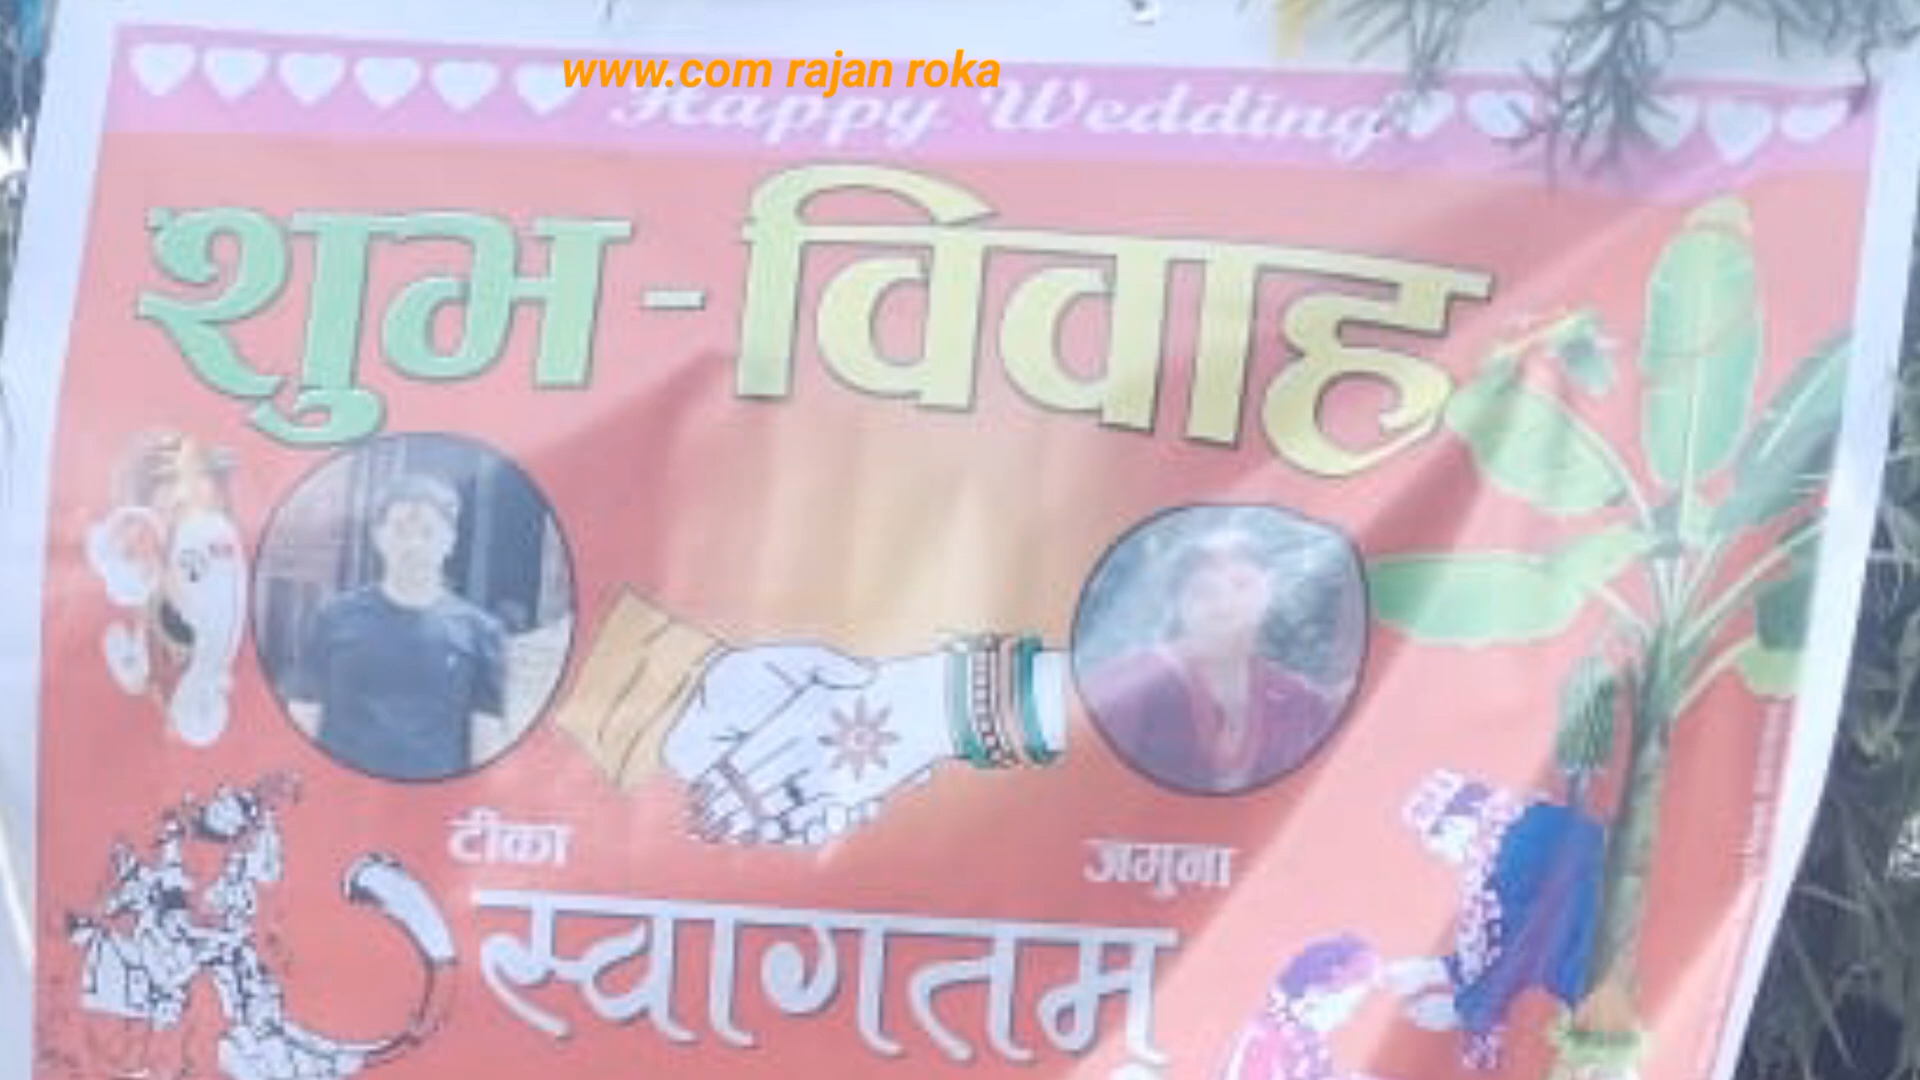 www.com rajan roka
Happy Wedding
शुभ-विवाह
टीका
जमुना
स्वागतम्